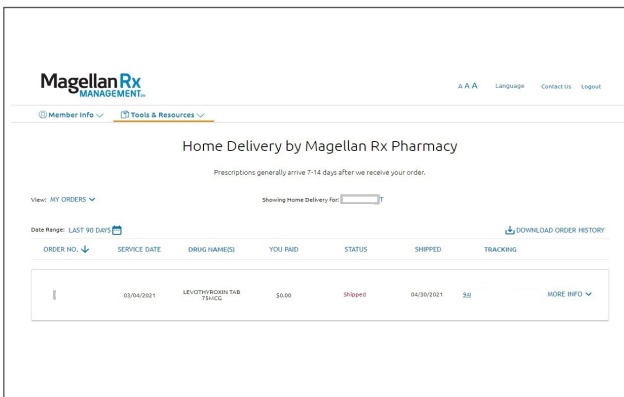 Magellan Rx
MANAGEMENT
A A A Language Contact Us Logout
Member Info Tools & Resources
Home Delivery by Magellan Rx Pharmacy
Prescriptions generally arrive 7-14 days after we receive your order.
View: MY ORDERS Showing Home Delivery for: T
Date Range: LAST 90 DAYS DOWNLOAD ORDER HISTORY
ORDER NO. SERVICE DATE DRUG NAME(S) YOU PAID STATUS SHIPPED TRACKING
03/04/2021 LEVOTHYROXIN TAB 75MCG $0.00 Shipped 04/30/2021 MORE INFO